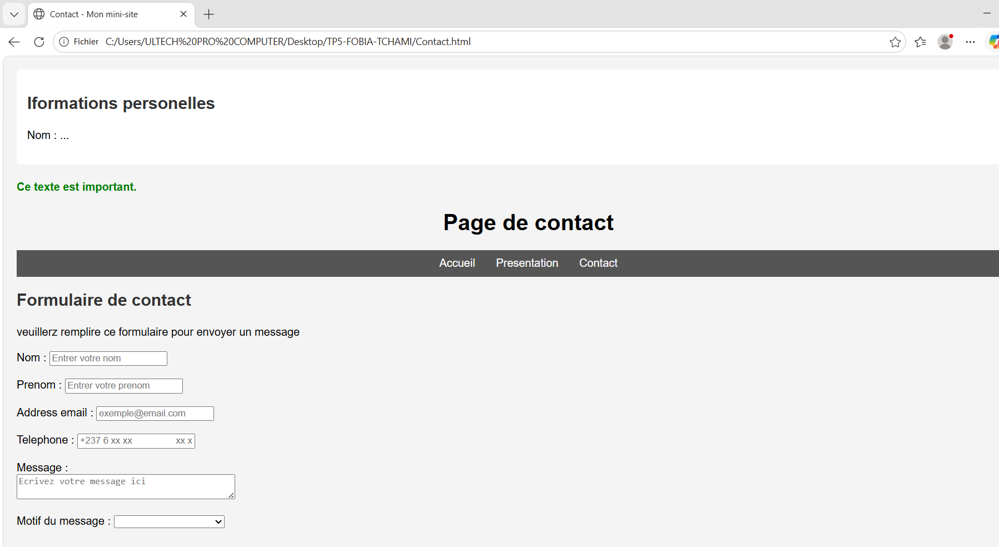 Contact - Mon mini-site
Fichier C:/Users/ULTECH%20PRO%20COMPUTER/Desktop/TP5-FOBIA-TCHAMI/Contact.html
Iformations personelles
Nom : ...
Ce texte est important.
Page de contact
Accueil Presentation Contact
Formulaire de contact
veuillerz remplire ce formulaire pour envoyer un message
Nom : Entrer votre nom
Prenom : Entrer votre prenom
Address email : exemple@email.com
Telephone : +237 6 xx xx xx x
Message :
Ecrivez votre message ici
Motif du message :